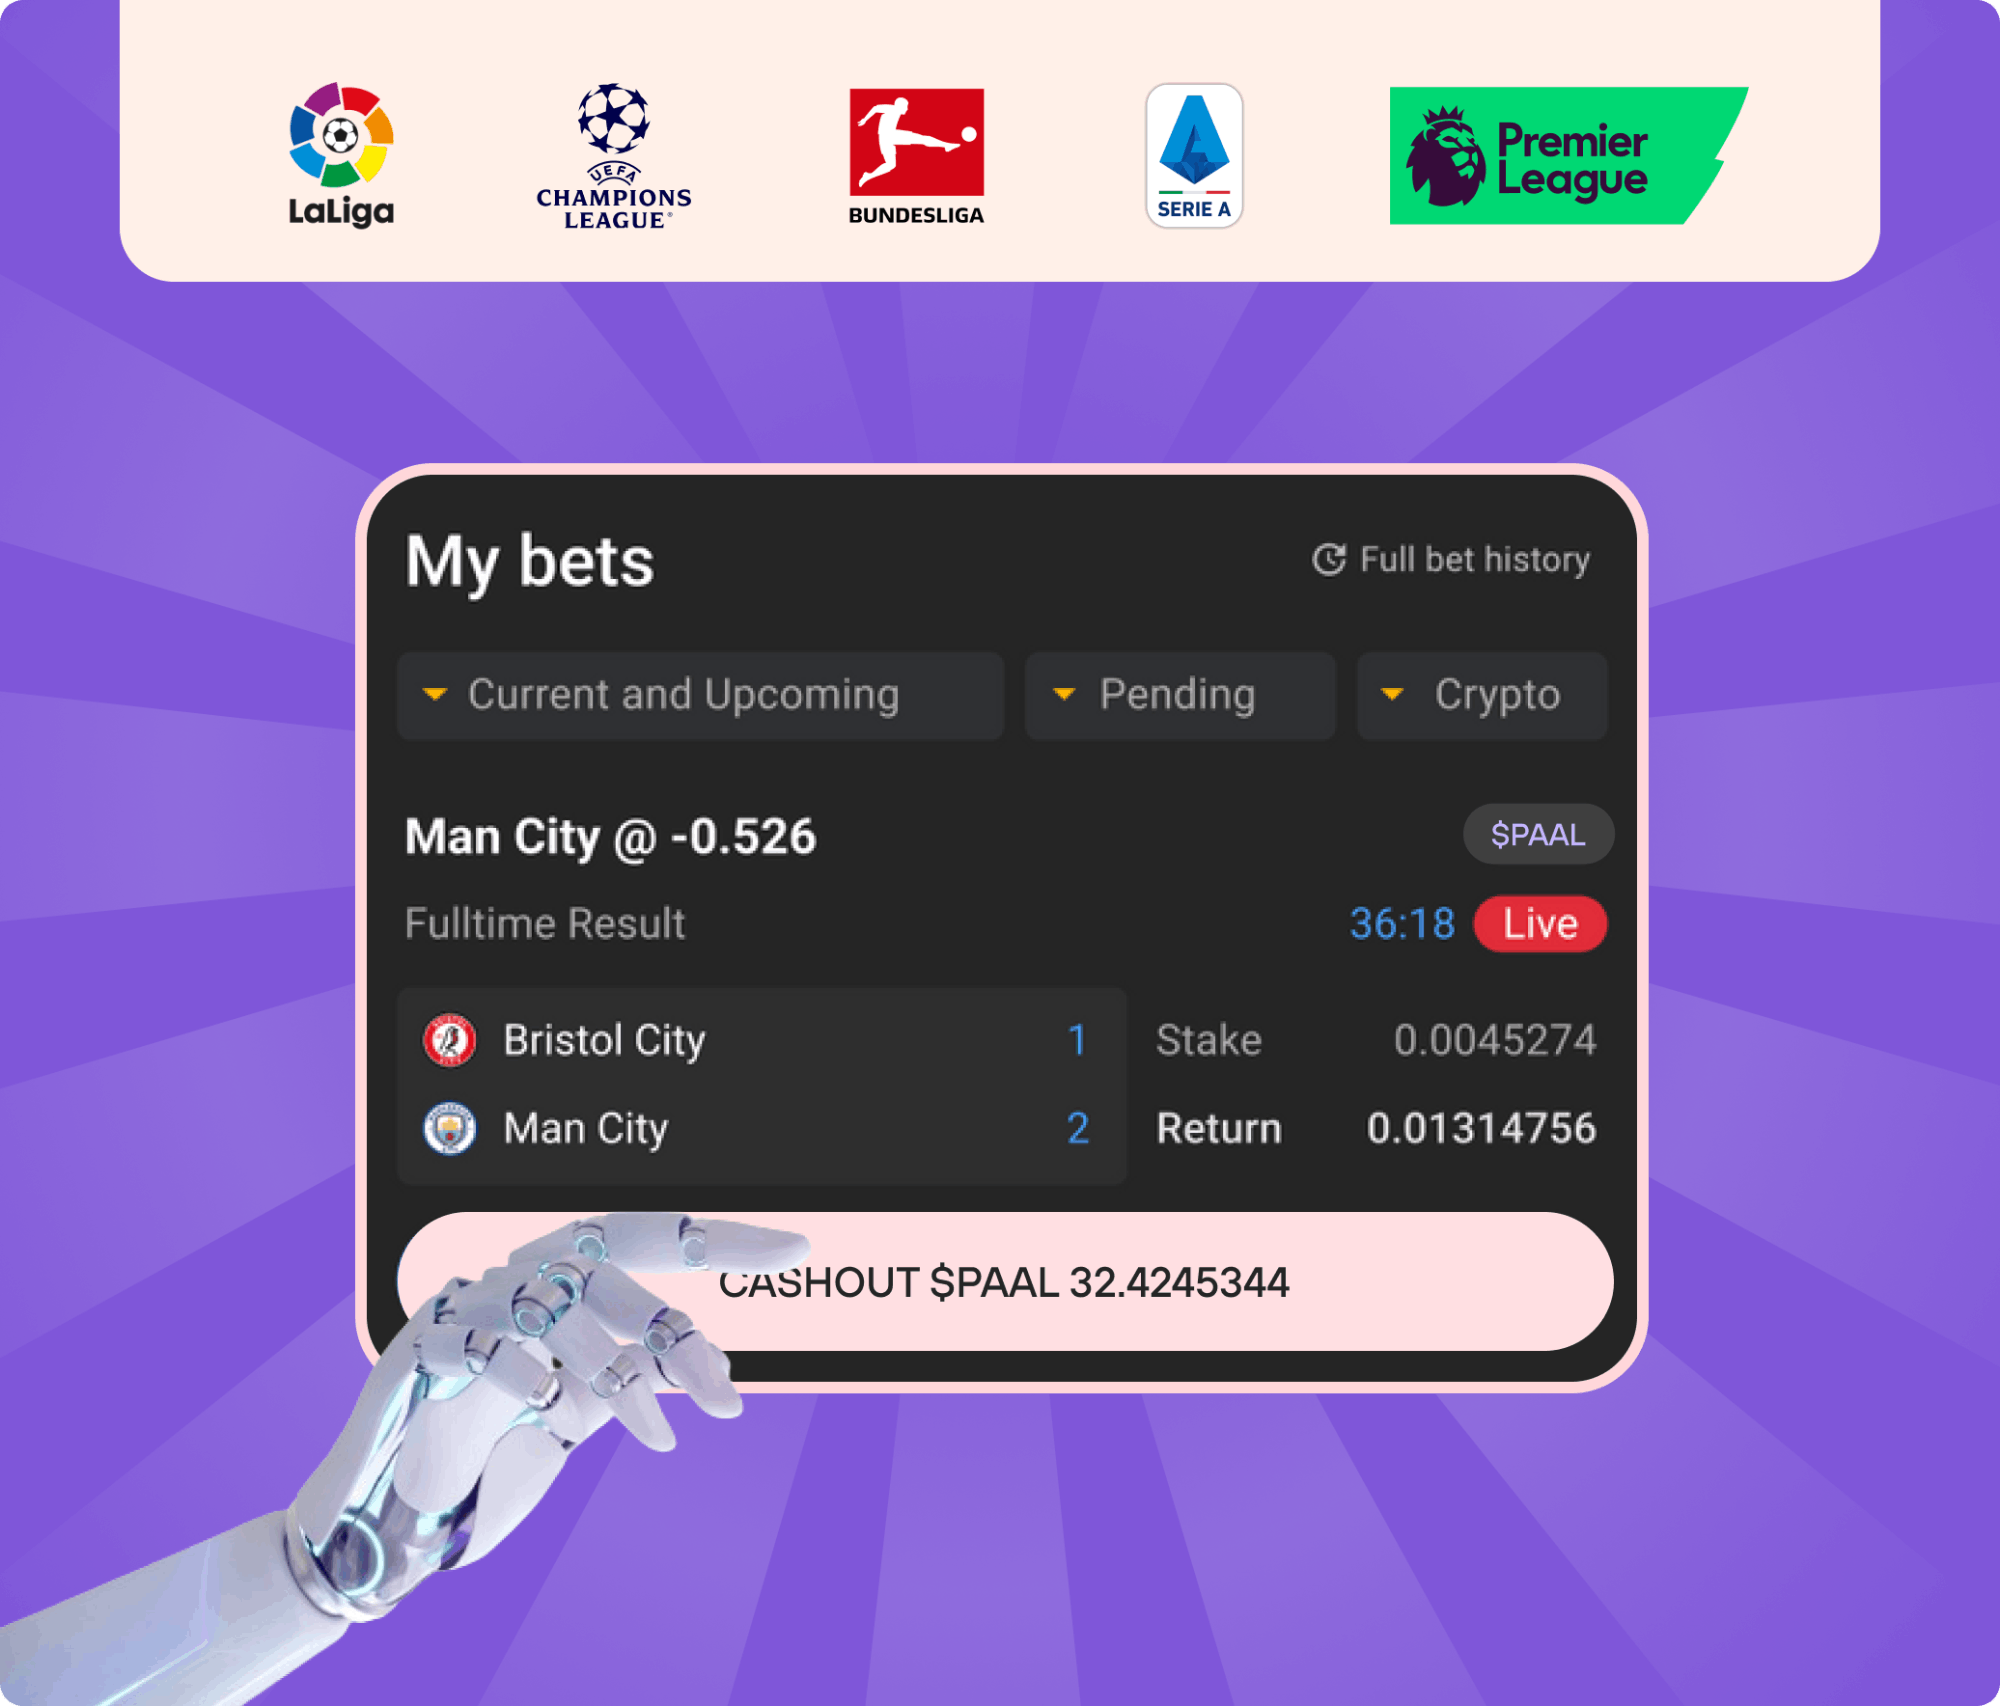 LaLiga
UEFA
CHAMPIONS
LEAGUE®
BUNDESLIGA
SERIE A
Premier
League
My bets
Full bet history
Current and Upcoming
Pending
Crypto
Man City @ -0.526
$PAAL
Fulltime Result
36:18 Live
Bristol City 1
Stake 0.0045274
Man City 2
Return 0.01314756
CASHOUT $PAAL 32.4245344